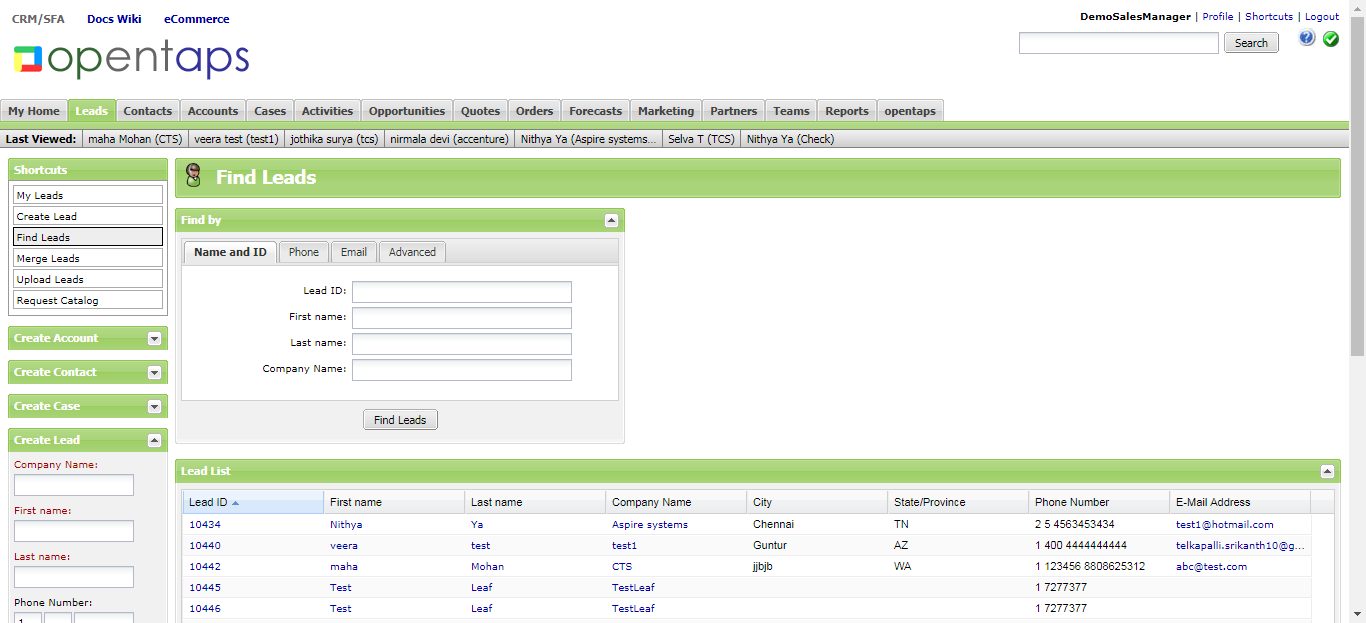 CRM/SFA Docs Wiki eCommerce
DemoSalesManager | Profile | Shortcuts | Logout
opentaps
Search
My Home Leads Contacts Accounts Cases Activities Opportunities Quotes Orders Forecasts Marketing Partners Teams Reports opentaps
Last Viewed: maha Mohan (CTS) veera test (test1) jothika surya (tcs) nirmala devi (accenture) Nithya Ya (Aspire systems... Selva T (TCS) Nithya Ya (Check)
Shortcuts
My Leads
Create Lead
Find Leads
Merge Leads
Upload Leads
Request Catalog
Create Account
Create Contact
Create Case
Create Lead
Company Name:
First name:
Last name:
Phone Number:
1
Find Leads
Find by
Name and ID Phone Email Advanced
Lead ID:
First name:
Last name:
Company Name:
Find Leads
Lead List
Lead ID First name Last name Company Name City State/Province Phone Number E-Mail Address
10434 Nithya Ya Aspire systems Chennai TN 2 5 4563453434 test1@hotmail.com
10440 veera test test1 Guntur AZ 1 400 4444444444 telkapalli.srikanth10@g...
10442 maha Mohan CTS jjbjb WA 1 123456 8808625312 abc@test.com
10445 Test Leaf TestLeaf 1 7277377
10446 Test Leaf TestLeaf 1 7277377